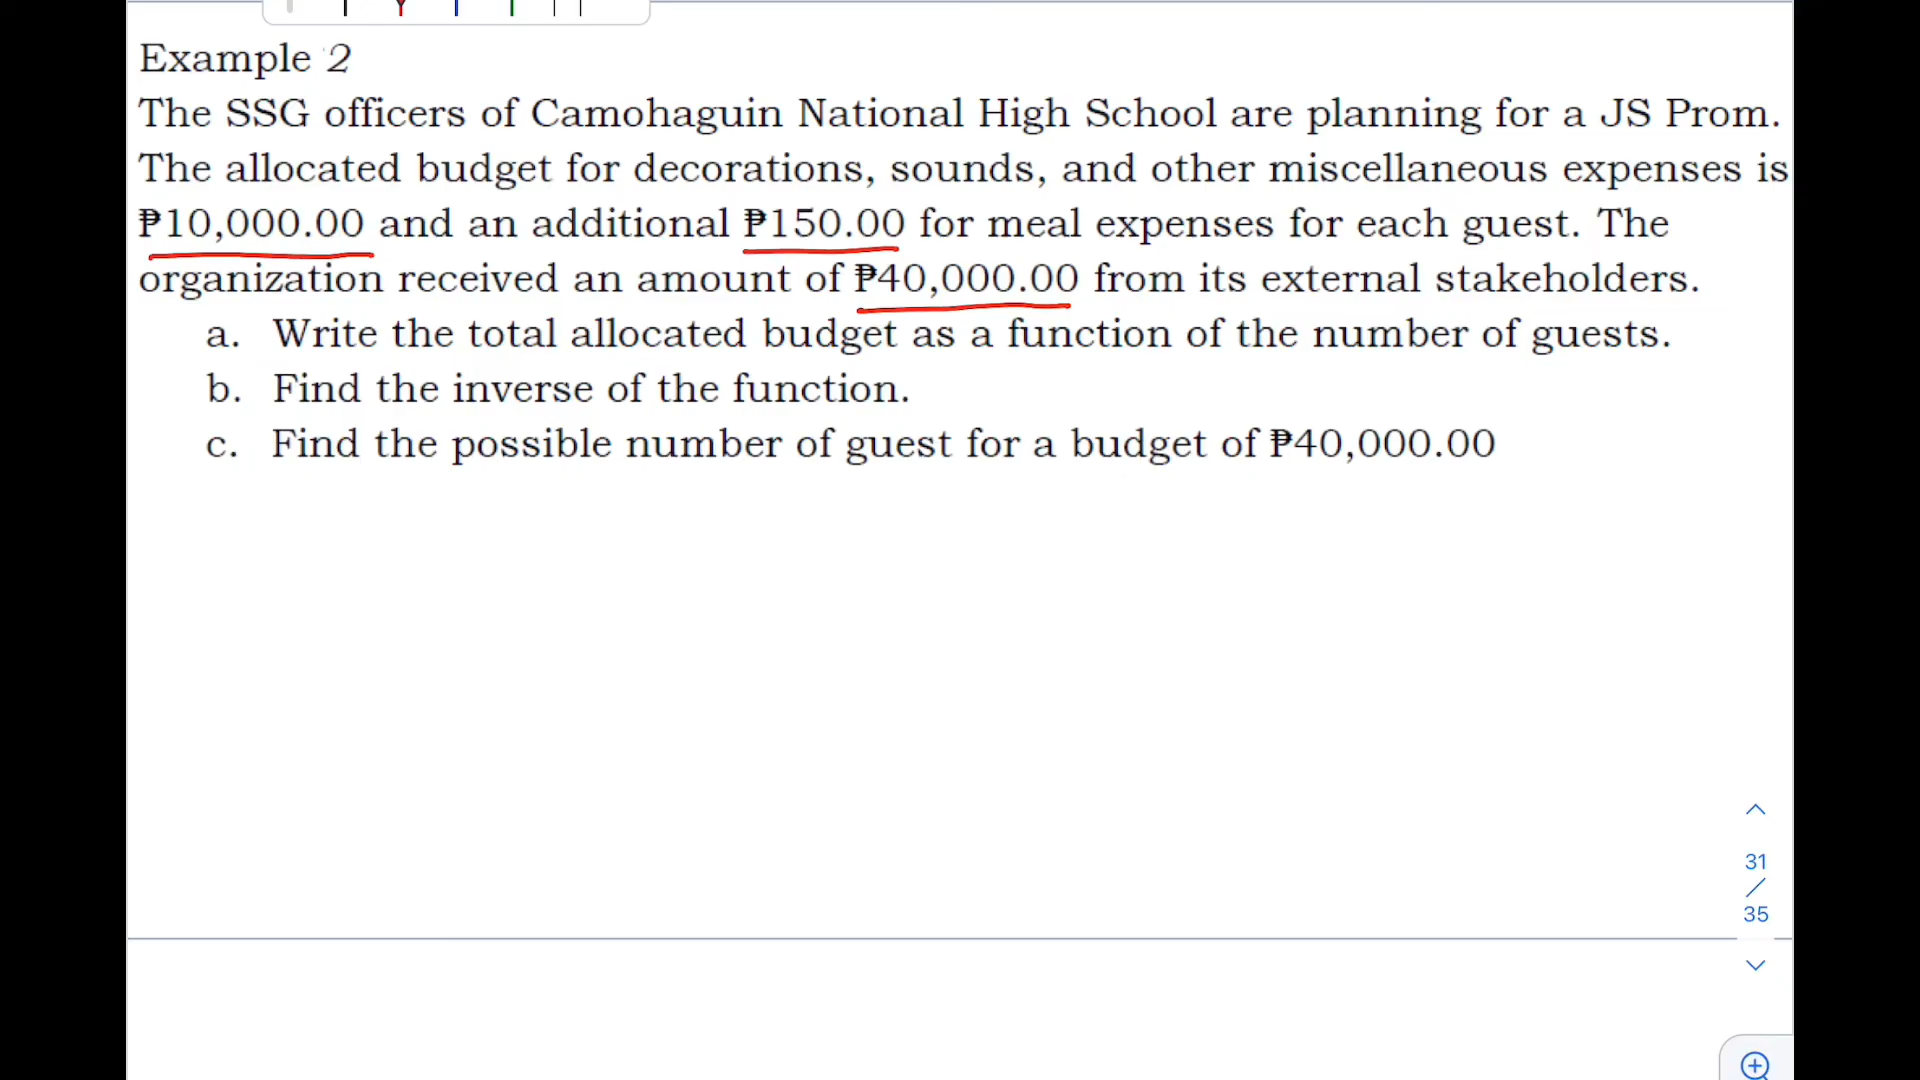 Example 2
The SSG officers of Camohaguin National High School are planning for a JS Prom.
The allocated budget for decorations, sounds, and other miscellaneous expenses is
₱10,000.00 and an additional ₱150.00 for meal expenses for each guest. The
organization received an amount of ₱40,000.00 from its external stakeholders.
a. Write the total allocated budget as a function of the number of guests.
b. Find the inverse of the function.
c. Find the possible number of guest for a budget of ₱40,000.00
31
/
35